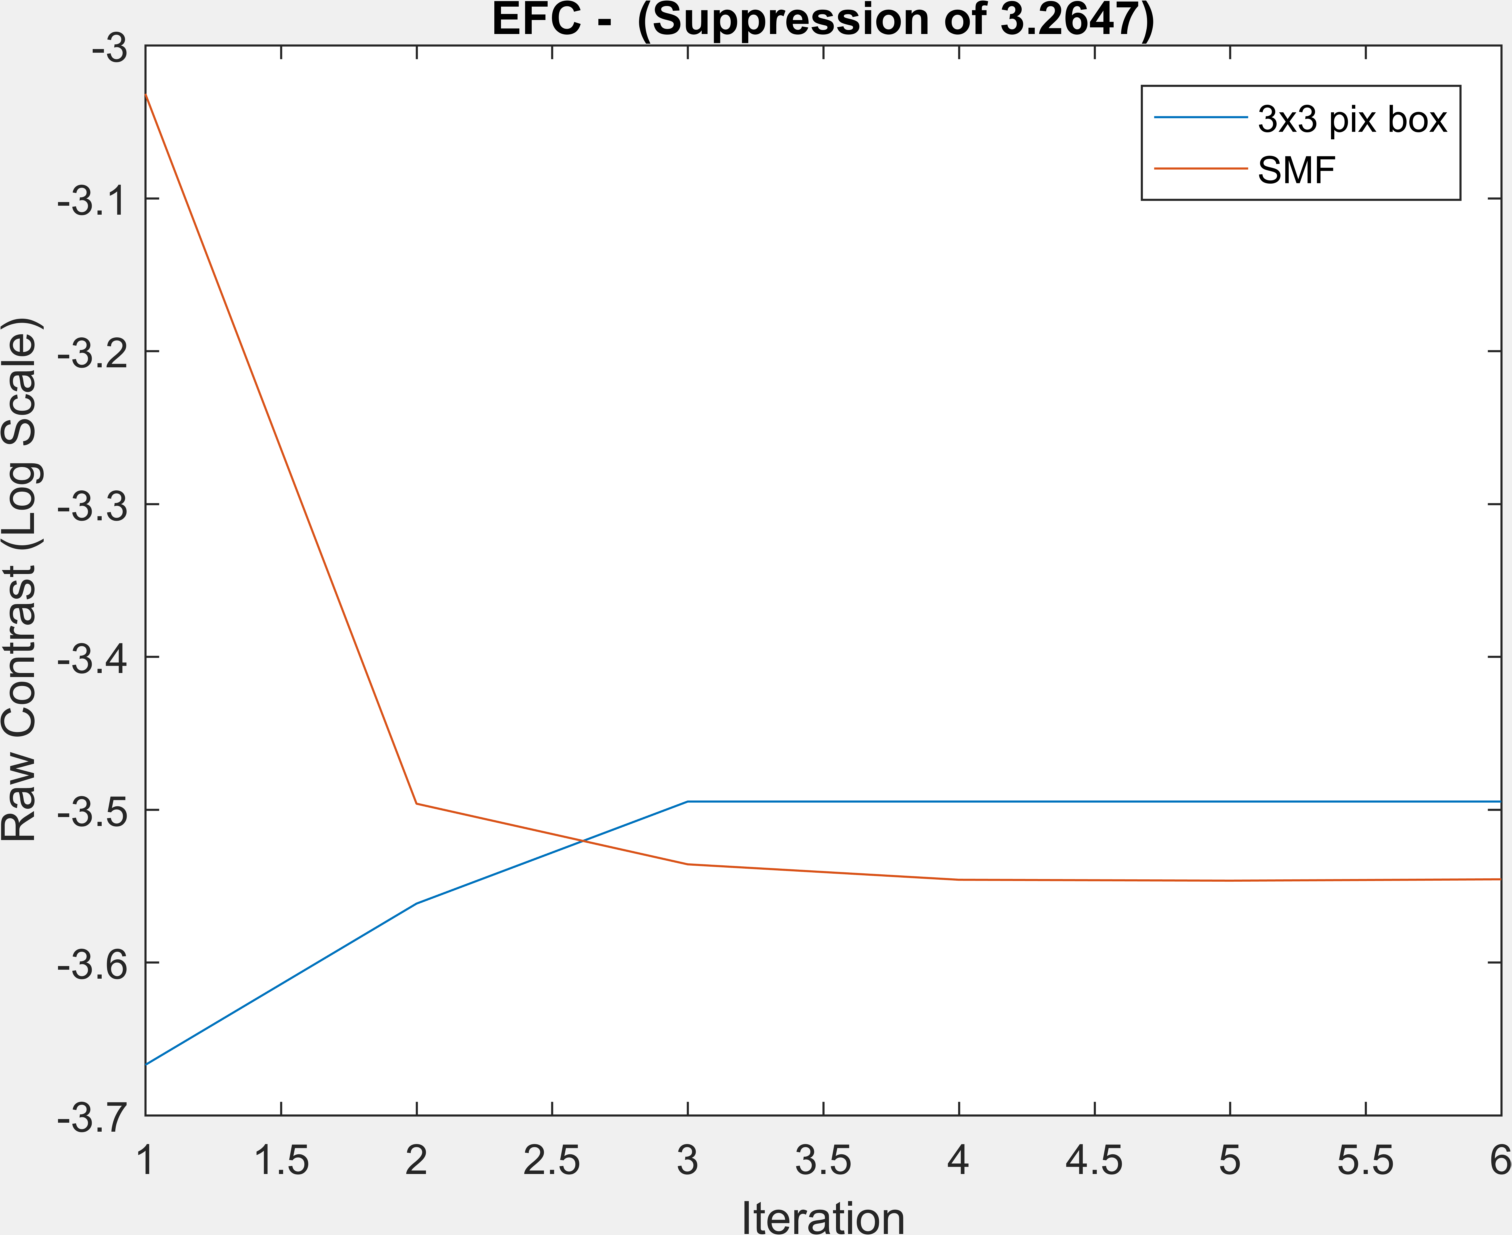 EFC -  (Suppression of 3.2647)
-3
-3.1
-3.2
-3.3
-3.4
-3.5
-3.6
-3.7
Raw Contrast (Log Scale)
3x3 pix box
SMF
1 1.5 2 2.5 3 3.5 4 4.5 5 5.5 6
Iteration